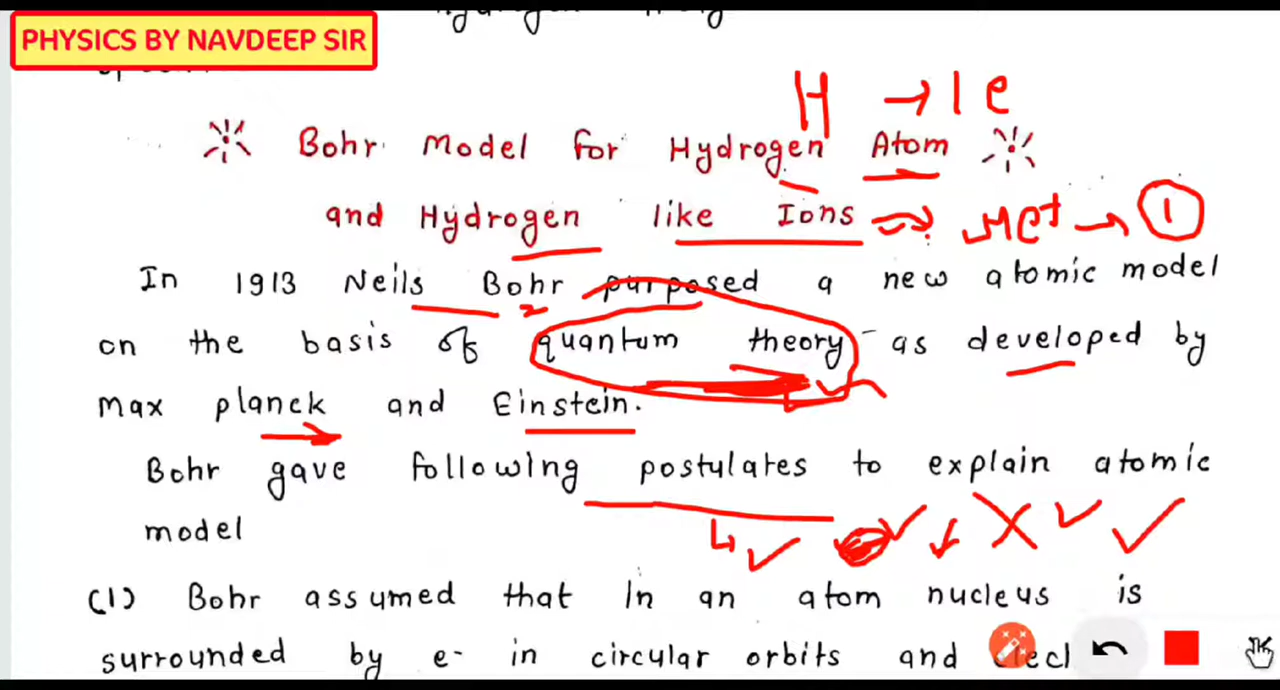 PHYSICS BY NAVDEEP SIR
H → 1 e
Bohr Model for Hydrogen Atom
and Hydrogen like Ions
He+ → 1
In 1913 Neils Bohr purposed a new atomic model
on the basis of quantum theory as developed by
max planck and Einstein.
Bohr gave following postulates to explain atomic
model
(1) Bohr assumed that In an atom nucleus is
surrounded by e- in circular orbits and